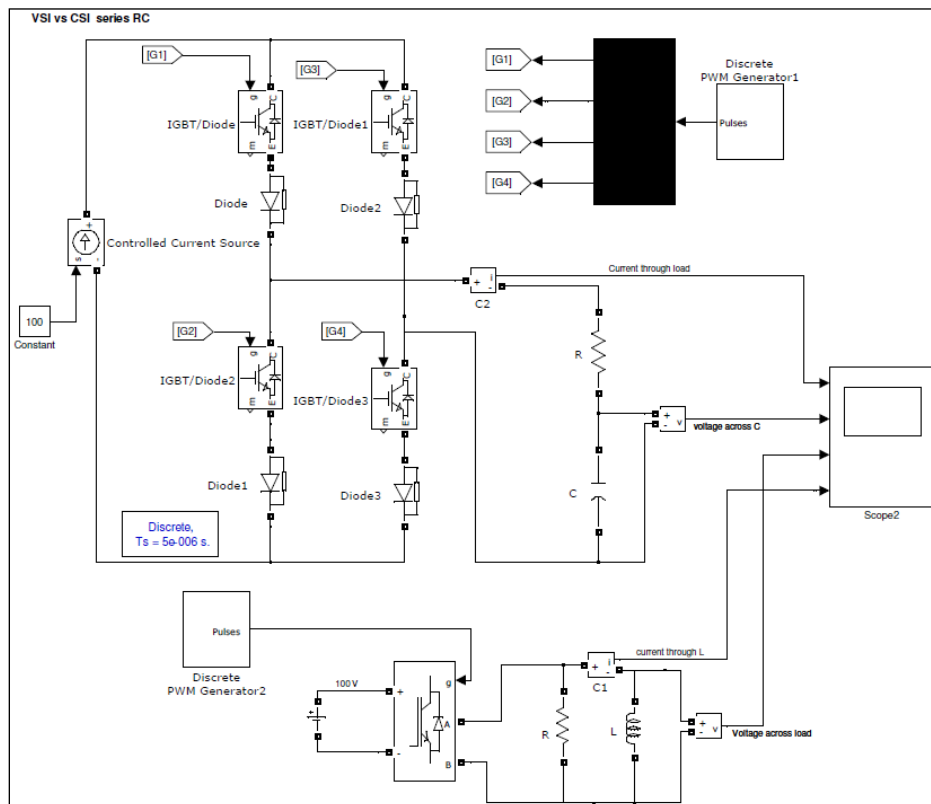 VSI vs CSI series RC
[G1]
[G3]
g
C
m
E
IGBT/Diode
g
C
m
E
IGBT/Diode1
Diode
Diode2
[G1]
[G2]
[G3]
[G4]
Discrete
PWM Generator1
Pulses
+
s
-
Controlled Current Source
100
Constant
[G2]
[G4]
g
C
m
E
IGBT/Diode2
g
C
m
E
IGBT/Diode3
Diode1
Diode3
Discrete,
Ts = 5e-006 s.
+
i
-
C2
Current through load
R
+
-
v
voltage across C
C
Scope2
Pulses
Discrete
PWM Generator2
100 V
+
+
-
g
A
B
R
+
i
-
C1
current through L
L
+
-
v
Voltage across load